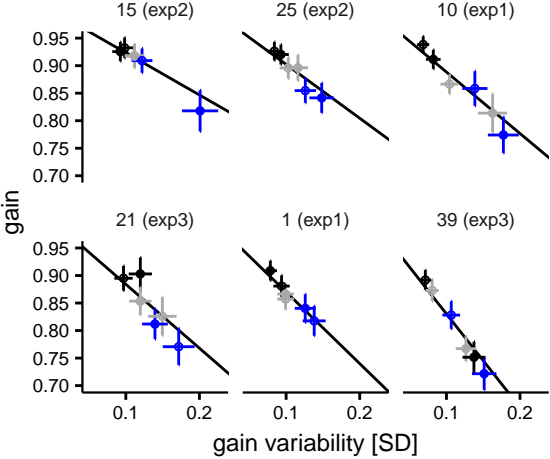 15 (exp2) 25 (exp2) 10 (exp1)
0.95
0.90
0.85
0.80
0.75
0.70
gain
21 (exp3) 1 (exp1) 39 (exp3)
0.95
0.90
0.85
0.80
0.75
0.70
0.1 0.2 0.1 0.2 0.1 0.2
gain variability [SD]